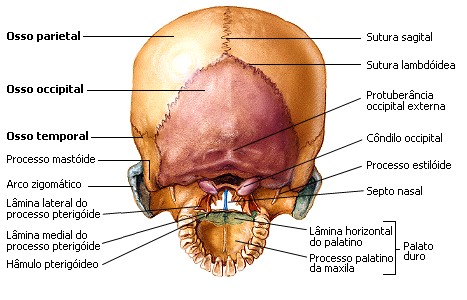 Osso parietal
Osso occipital
Osso temporal
Processo mastóide
Arco zigomático
Lâmina lateral do
processo pterigóide
Lâmina medial do
processo pterigóide
Hâmulo pterigóideo
Sutura sagital
Sutura lambdóidea
Protuberância
occipital externa
Côndilo occipital
Processo estilóide
Septo nasal
Lâmina horizontal
do palatino
Processo palatino
da maxila
Palato
duro